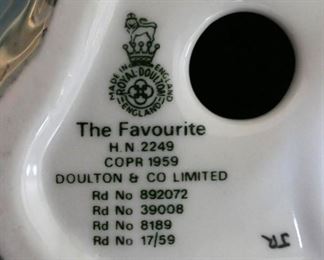 MADE IN ENGLAND
ROYAL DOULTON
ENGLAND
The Favourite
H.N 2249
COPR 1959
DOULTON & CO LIMITED
Rd No 892072
Rd No 39008
Rd No 8189
Rd No 17/59
JR